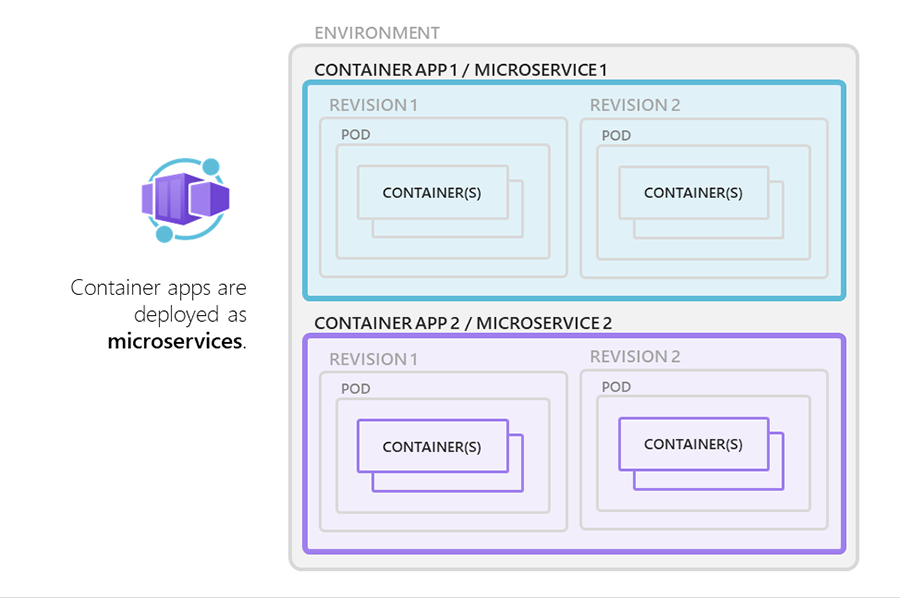 ENVIRONMENT
CONTAINER APP 1 / MICROSERVICE 1
REVISION 1
REVISION 2
POD
POD
CONTAINER(S)
CONTAINER(S)
Container apps are
deployed as
microservices.
CONTAINER APP 2 / MICROSERVICE 2
REVISION 1
REVISION 2
POD
POD
CONTAINER(S)
CONTAINER(S)